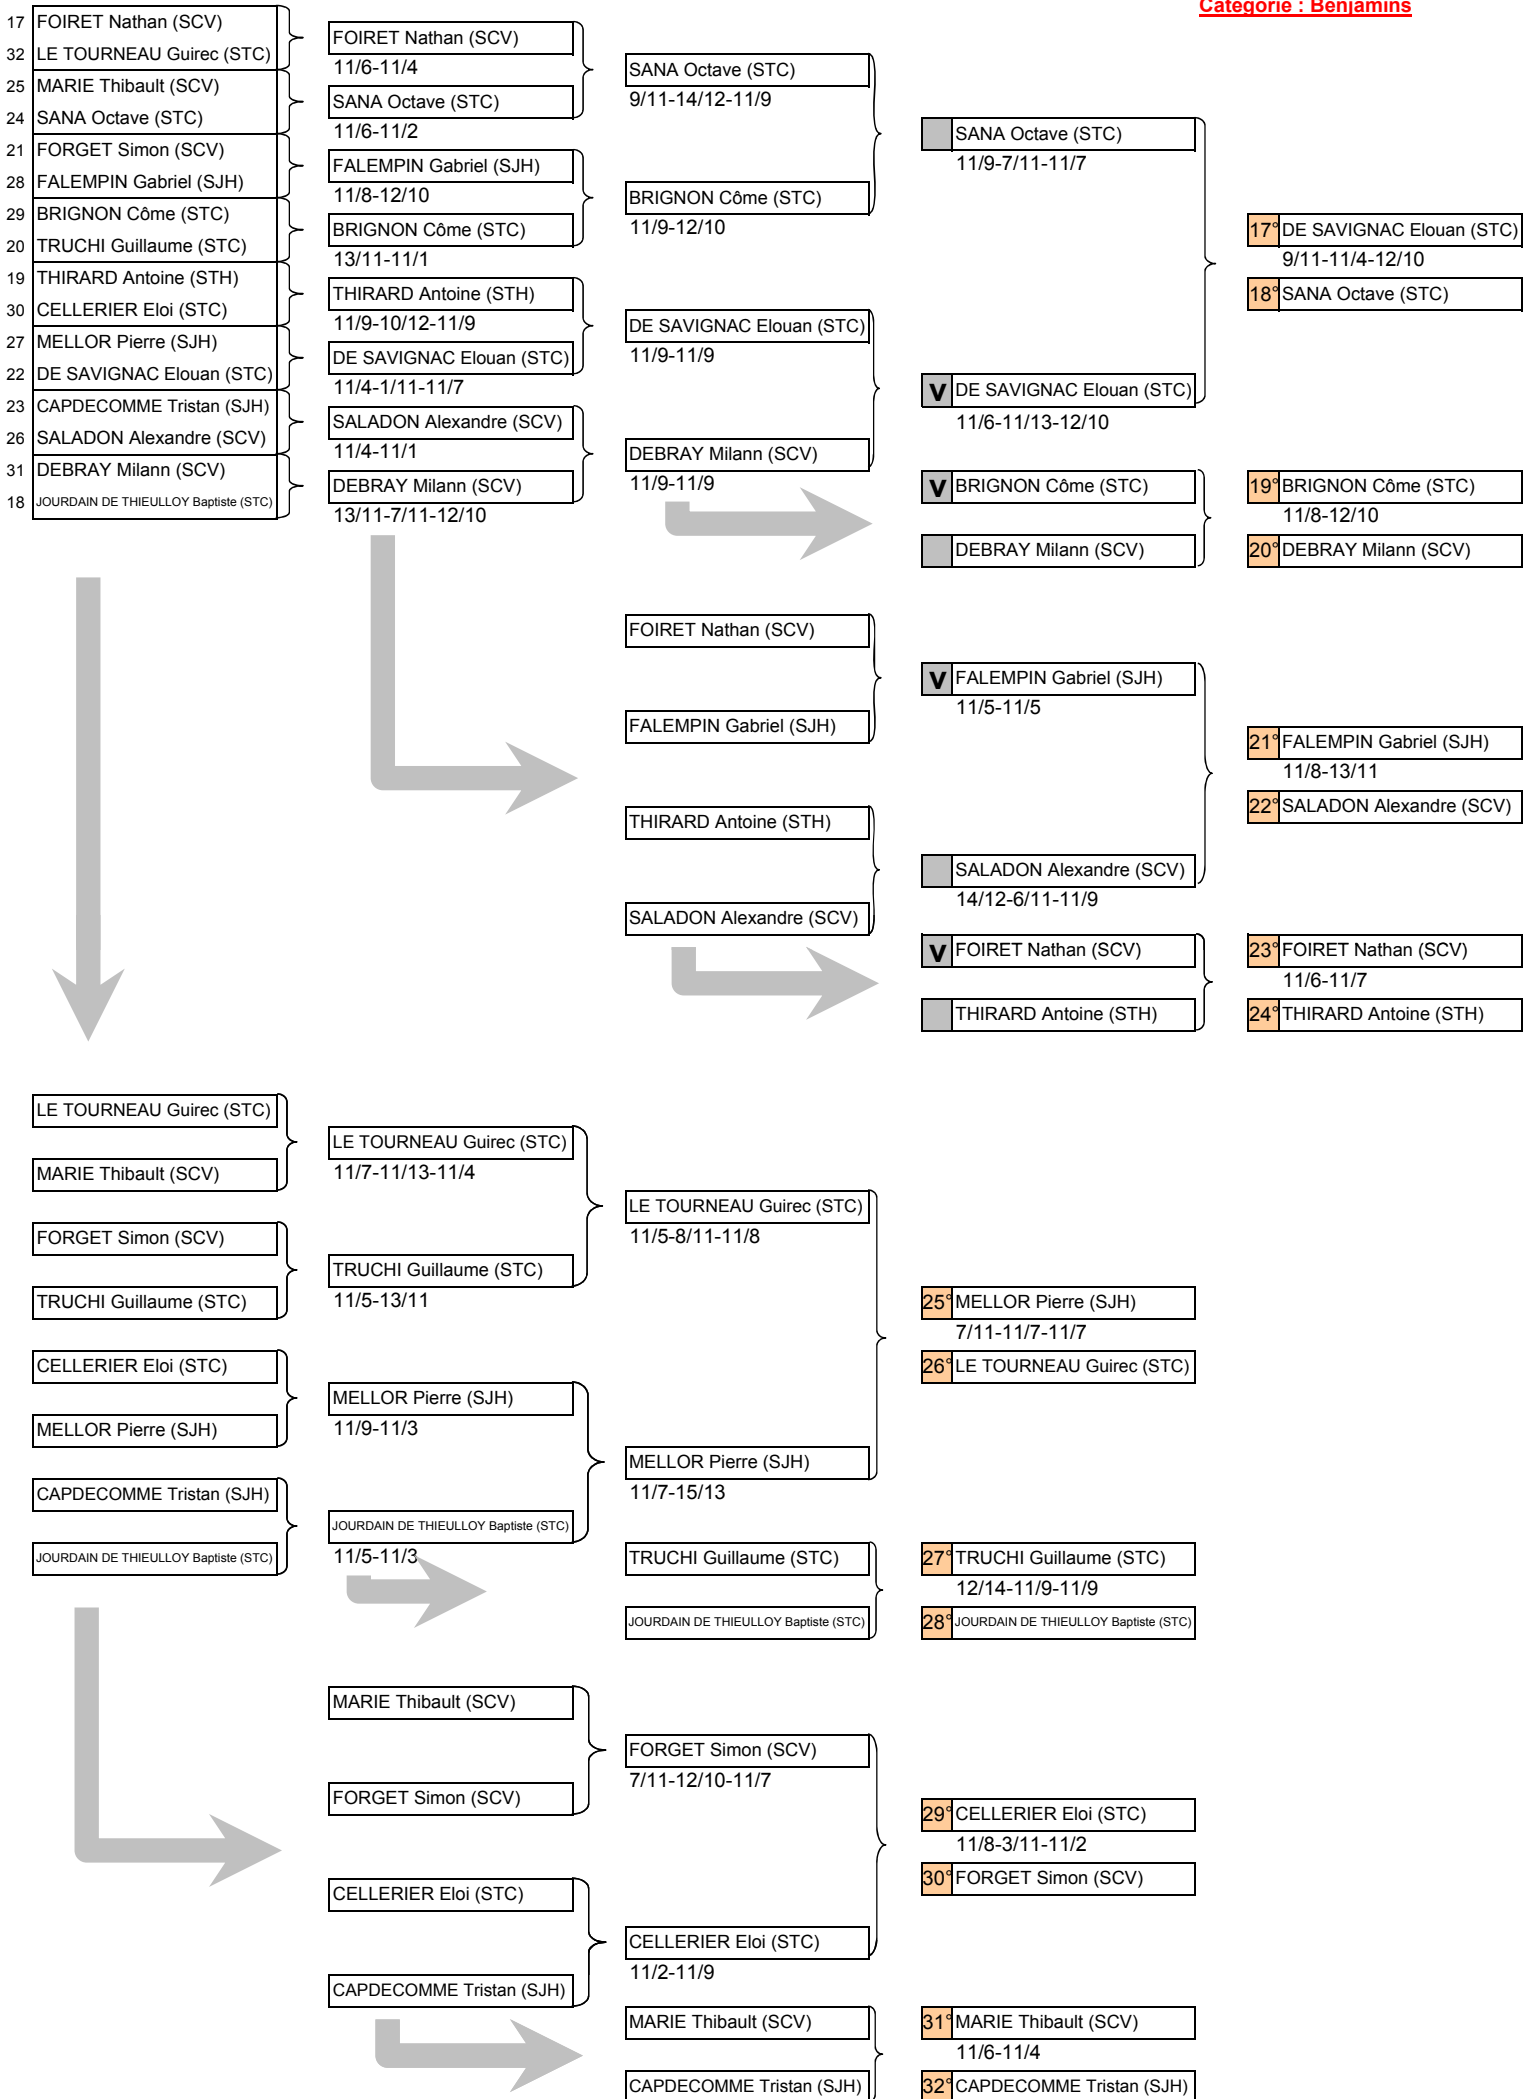 Catégorie : Benjamins
17 FOIRET Nathan (SCV)
32 LE TOURNEAU Guirec (STC)
25 MARIE Thibault (SCV)
24 SANA Octave (STC)
21 FORGET Simon (SCV)
28 FALEMPIN Gabriel (SJH)
29 BRIGNON Côme (STC)
20 TRUCHI Guillaume (STC)
19 THIRARD Antoine (STH)
30 CELLERIER Eloi (STC)
27 MELLOR Pierre (SJH)
22 DE SAVIGNAC Elouan (STC)
23 CAPDECOMME Tristan (SJH)
26 SALADON Alexandre (SCV)
31 DEBRAY Milann (SCV)
18 JOURDAIN DE THIEULLOY Baptiste (STC)
FOIRET Nathan (SCV)
11/6-11/4
SANA Octave (STC)
11/6-11/2
FALEMPIN Gabriel (SJH)
11/8-12/10
BRIGNON Côme (STC)
13/11-11/1
THIRARD Antoine (STH)
11/9-10/12-11/9
DE SAVIGNAC Elouan (STC)
11/4-1/11-11/7
SALADON Alexandre (SCV)
11/4-11/1
DEBRAY Milann (SCV)
13/11-7/11-12/10
SANA Octave (STC)
9/11-14/12-11/9
BRIGNON Côme (STC)
11/9-12/10
DE SAVIGNAC Elouan (STC)
11/9-11/9
DEBRAY Milann (SCV)
11/9-11/9
SANA Octave (STC)
11/9-7/11-11/7
V DE SAVIGNAC Elouan (STC)
11/6-11/13-12/10
V BRIGNON Côme (STC)
DEBRAY Milann (SCV)
17° DE SAVIGNAC Elouan (STC)
9/11-11/4-12/10
18° SANA Octave (STC)
19° BRIGNON Côme (STC)
11/8-12/10
20° DEBRAY Milann (SCV)
FOIRET Nathan (SCV)
FALEMPIN Gabriel (SJH)
THIRARD Antoine (STH)
SALADON Alexandre (SCV)
V FALEMPIN Gabriel (SJH)
11/5-11/5
SALADON Alexandre (SCV)
14/12-6/11-11/9
V FOIRET Nathan (SCV)
THIRARD Antoine (STH)
21° FALEMPIN Gabriel (SJH)
11/8-13/11
22° SALADON Alexandre (SCV)
23° FOIRET Nathan (SCV)
11/6-11/7
24° THIRARD Antoine (STH)
LE TOURNEAU Guirec (STC)
MARIE Thibault (SCV)
FORGET Simon (SCV)
TRUCHI Guillaume (STC)
CELLERIER Eloi (STC)
MELLOR Pierre (SJH)
CAPDECOMME Tristan (SJH)
JOURDAIN DE THIEULLOY Baptiste (STC)
LE TOURNEAU Guirec (STC)
11/7-11/13-11/4
TRUCHI Guillaume (STC)
11/5-13/11
MELLOR Pierre (SJH)
11/9-11/3
JOURDAIN DE THIEULLOY Baptiste (STC)
11/5-11/3
LE TOURNEAU Guirec (STC)
11/5-8/11-11/8
MELLOR Pierre (SJH)
11/7-15/13
TRUCHI Guillaume (STC)
JOURDAIN DE THIEULLOY Baptiste (STC)
25° MELLOR Pierre (SJH)
7/11-11/7-11/7
26° LE TOURNEAU Guirec (STC)
27° TRUCHI Guillaume (STC)
12/14-11/9-11/9
28° JOURDAIN DE THIEULLOY Baptiste (STC)
MARIE Thibault (SCV)
FORGET Simon (SCV)
CELLERIER Eloi (STC)
CAPDECOMME Tristan (SJH)
FORGET Simon (SCV)
7/11-12/10-11/7
CELLERIER Eloi (STC)
11/2-11/9
MARIE Thibault (SCV)
CAPDECOMME Tristan (SJH)
29° CELLERIER Eloi (STC)
11/8-3/11-11/2
30° FORGET Simon (SCV)
31° MARIE Thibault (SCV)
11/6-11/4
32° CAPDECOMME Tristan (SJH)